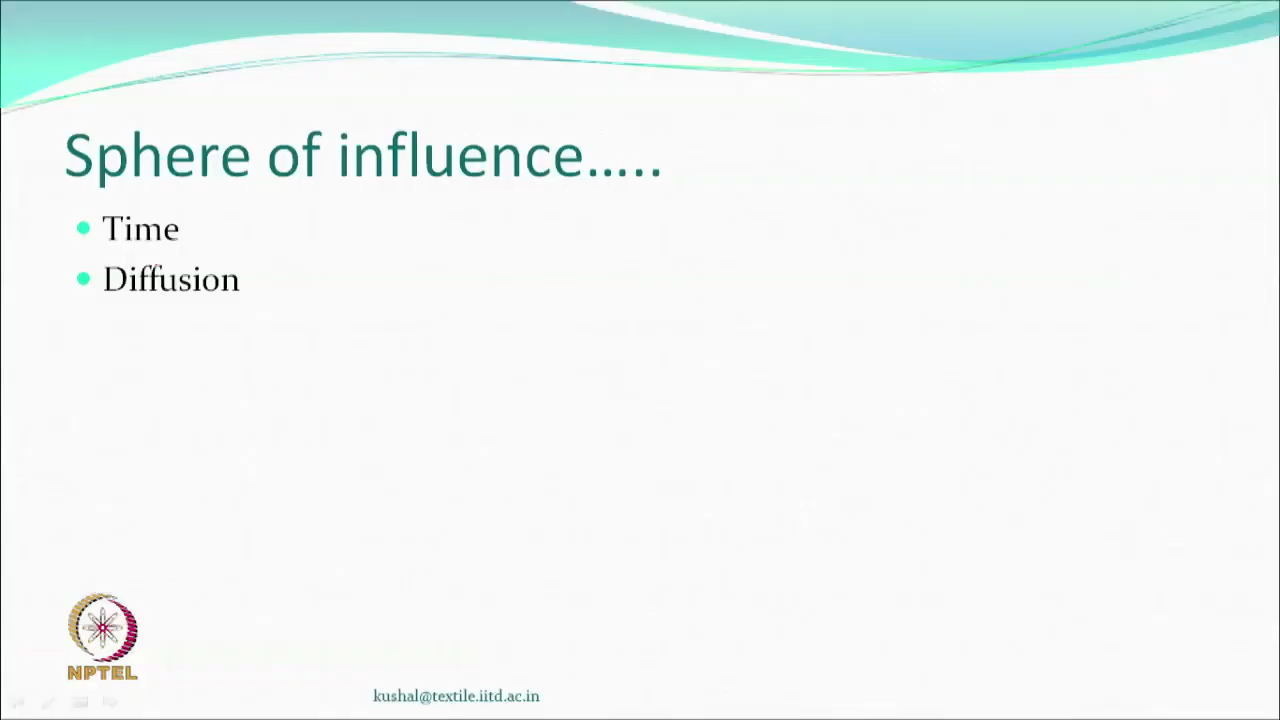 Sphere of influence…..
Time
Diffusion
NPTEL
kushal@textile.iitd.ac.in